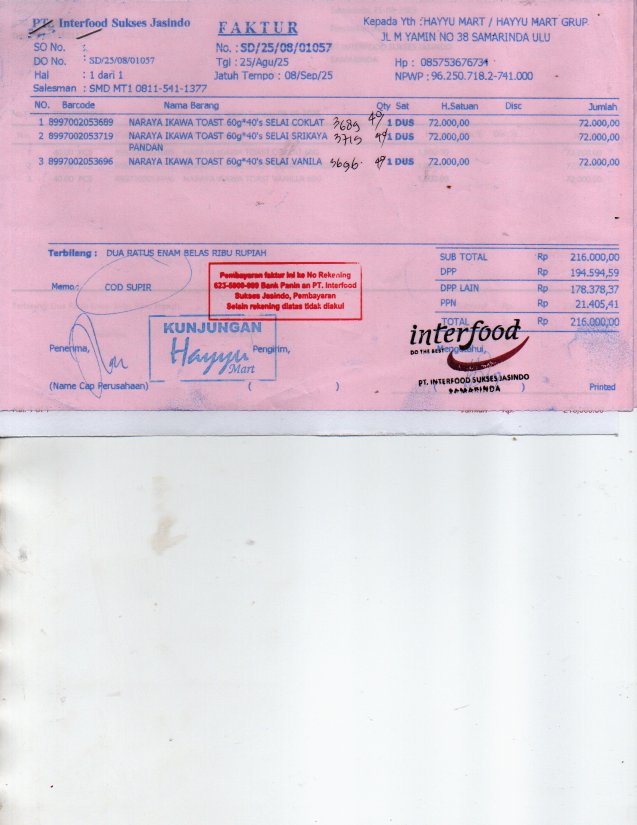 PT. Interfood Sukses Jasindo
FAKTUR
Kepada Yth : HAYYU MART / HAYYU MART GRUP
JL M YAMIN NO 38 SAMARINDA ULU
SO No. :
No. : SD/25/08/01057
DO No. : SD/25/08/01057
Tgl : 25/Agu/25
Hp : 085753676734
Hal : 1 dari 1
Jatuh Tempo : 08/Sep/25
NPWP : 96.250.718.2-741.000
Salesman : SMD MT1 0811-541-1377
NO. Barcode Nama Barang Qty Sat H.Satuan Disc Jumlah
1 8997002053689 NARAYA IKAWA TOAST 60g*40's SELAI COKLAT 3689 1 DUS 72.000,00 72.000,00
2 8997002053719 NARAYA IKAWA TOAST 60g*40's SELAI SRIKAYA 3719 1 DUS 72.000,00 72.000,00
PANDAN
3 8997002053696 NARAYA IKAWA TOAST 60g*40's SELAI VANILA 3696 1 DUS 72.000,00 72.000,00
Terbilang : DUA RATUS ENAM BELAS RIBU RUPIAH
Memo : COD SUPIR
Pembayaran faktur ini ke No Rekening
Bank Panin an PT. Interfood
Sukses Jasindo, Pembayaran
Selain rekening diatas tidak diakui
SUB TOTAL Rp 216.000,00
DPP Rp 194.594,59
DPP LAIN Rp 178.378,37
PPN Rp 21.405,41
TOTAL Rp 216.000,00
KUNJUNGAN
Hayyu
Mart
interfood
DO THE BEST
PT. INTERFOOD SUKSES JASINDO
SAMARINDA
Penerima, Pengirim, Mengetahui,
(Name Cap Perusahaan) ( ) ( ) Printed